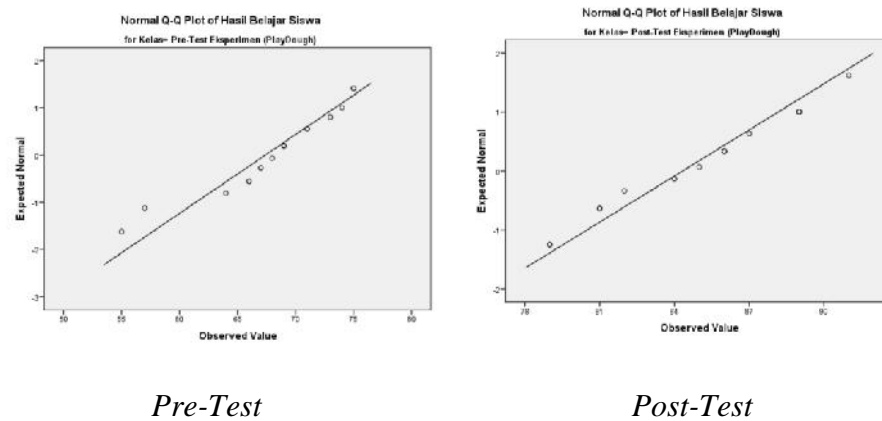 Normal Q-Q Plot of Hasil Belajar Siswa
for Kelas= Pre-Test Eksperimen (PlayDough)
Expected Normal
2
1
0
-1
-2
-3
50
55
60
65
70
75
80
Observed Value
Pre-Test
Normal Q-Q Plot of Hasil Belajar Siswa
for Kelas= Post-Test Eksperimen (PlayDough)
Expected Normal
2
1
0
-1
-2
78
81
84
87
90
Observed Value
Post-Test